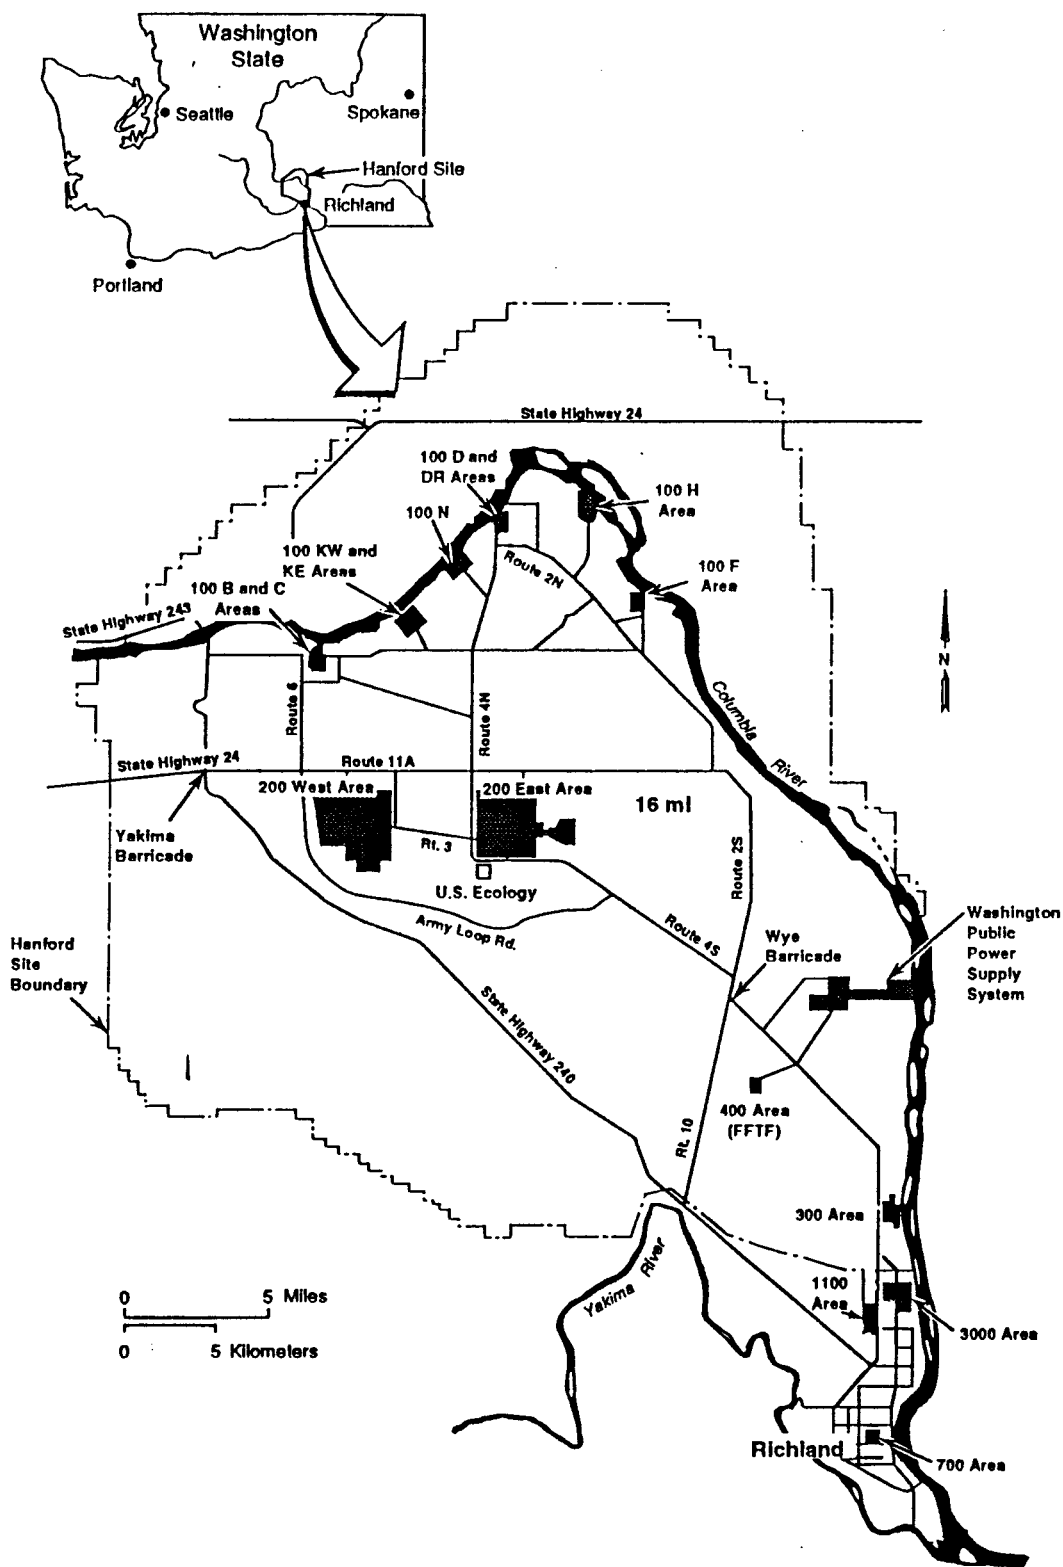 Washington
State
Seattle
Spokane
Hanford Site
Richland
Portland
State Highway 24
100 D and
DR Areas
100 H
Area
100 N
100 KW and
KE Areas
Route 2N
100 F
Area
100 B and C
Areas
State Highway 243
N
Columbia
River
Route 6
Route 4N
State Highway 24
Route 11A
200 West Area
200 East Area
16 mi
Yakima
Barricade
Rt. 3
Route 2S
U.S. Ecology
Army Loop Rd.
Route 4S
Wye
Barricade
Washington
Public
Power
Supply
System
Hanford
Site
Boundary
State Highway 240
400 Area
(FFTF)
Rt. 10
300 Area
Yakima River
1100
Area
3000 Area
0 5 Miles
0 5 Kilometers
Richland
700 Area